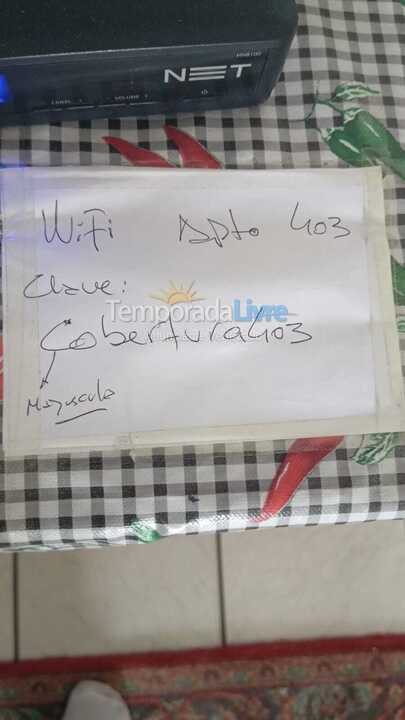 NET
WiFi Apto 403
Clave:
TemporadaLivre
Cobertura403
Mayuscula